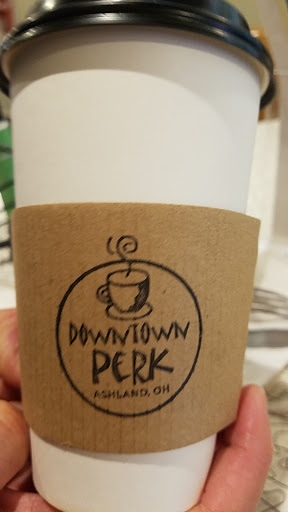 DOWNTOWN
PERK
ASHLAND, OH